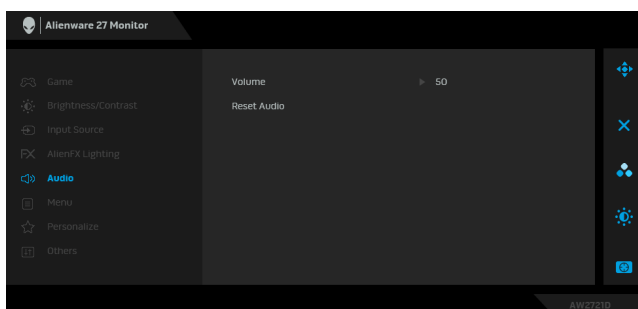 Alienware 27 Monitor
Game
Volume 50
Brightness/Contrast
Reset Audio
Input Source
FX AlienFX Lighting
Audio
Menu
Personalize
Others
AW2721D